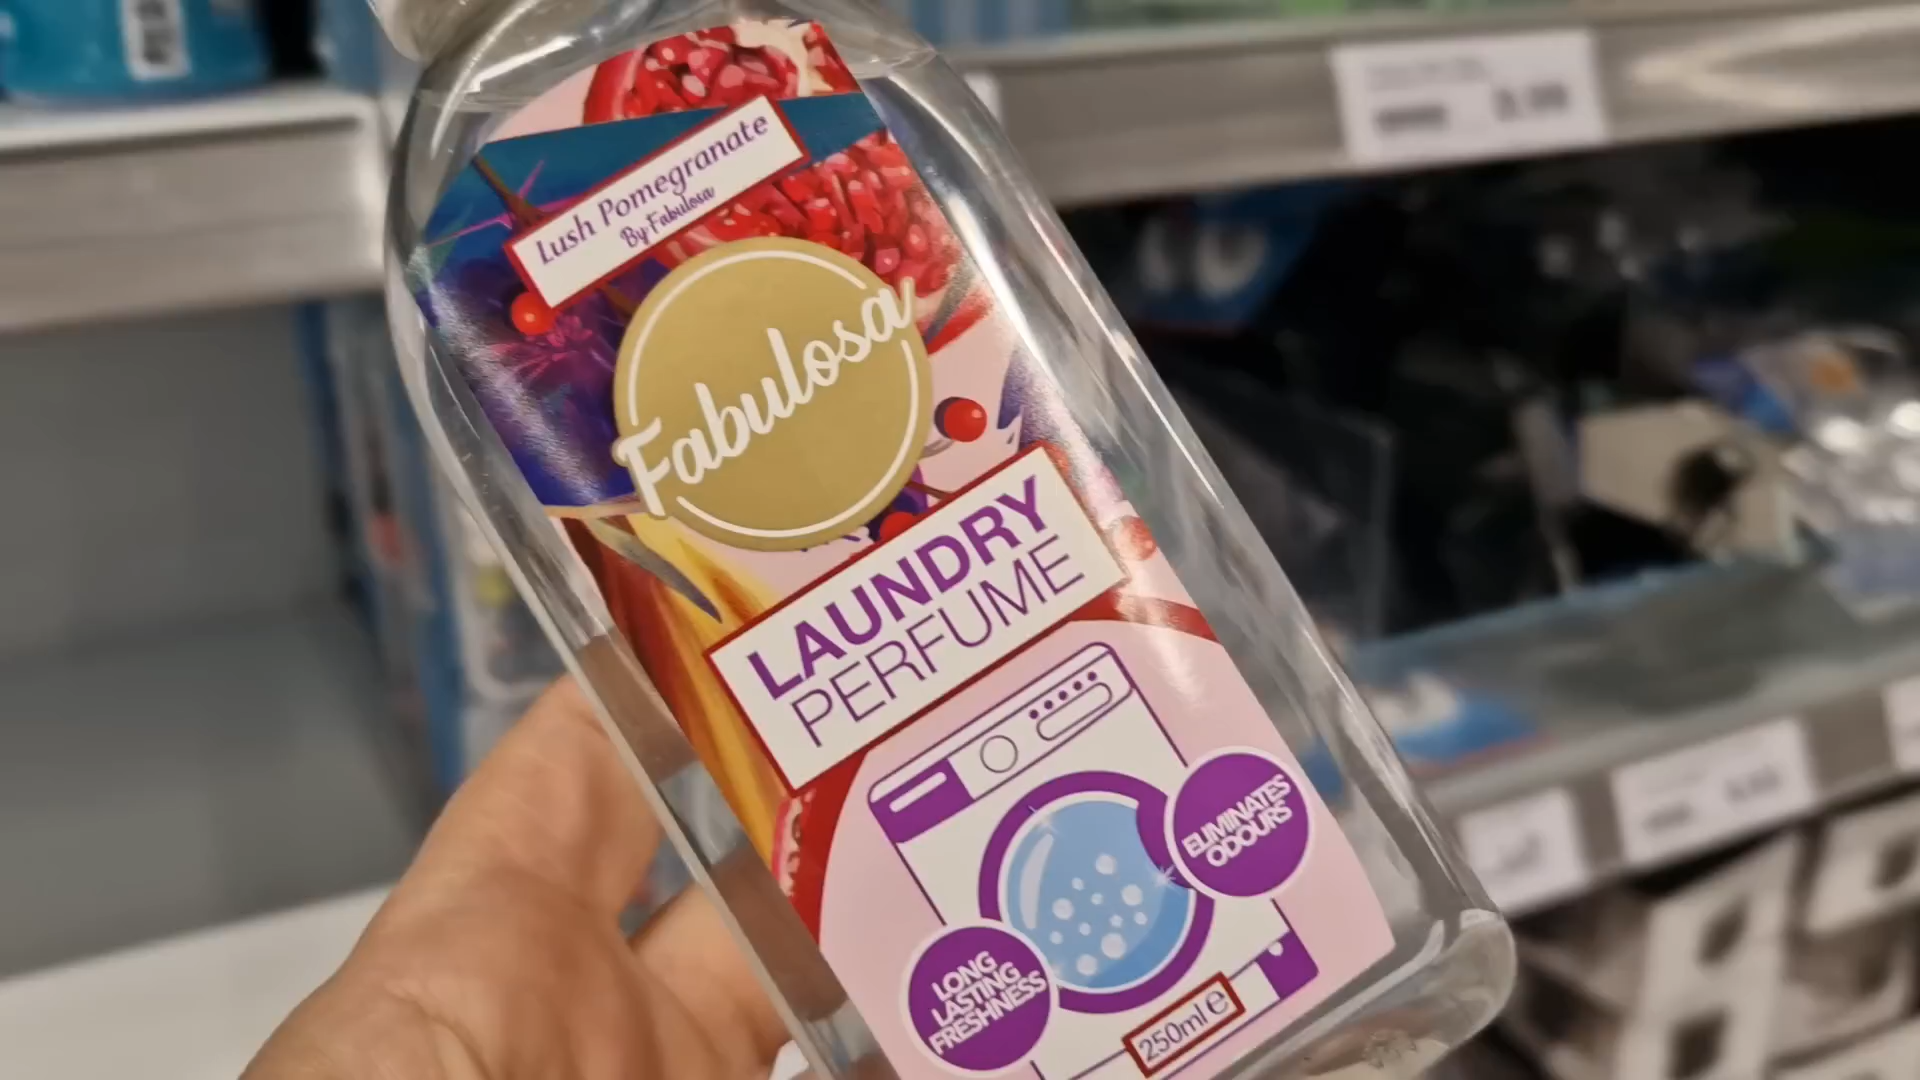 Lush Pomegranate
By Fabulosa
Fabulosa
LAUNDRY
PERFUME
ELIMINATES
ODOURS
LONG
LASTING
FRESHNESS
250ml ℮